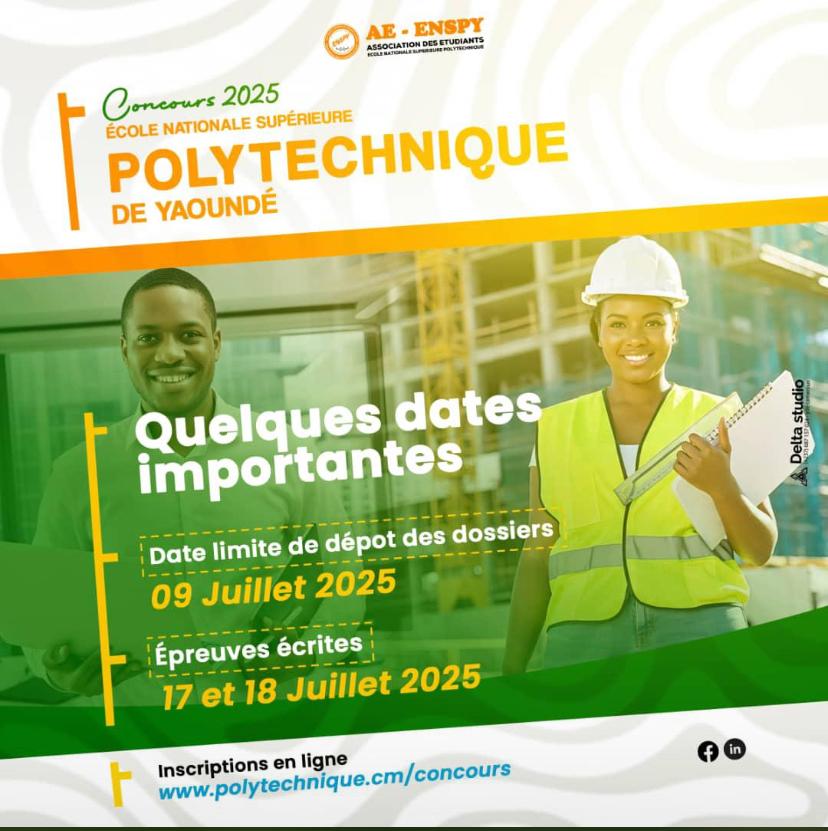 AE - ENSPY
ASSOCIATION DES ETUDIANTS
ECOLE NATIONALE SUPERIEURE POLYTECHNIQUE
ENSPY
Concours 2025
ÉCOLE NATIONALE SUPÉRIEURE
POLYTECHNIQUE
DE YAOUNDÉ
Quelques dates
importantes
Date limite de dépot des dossiers
09 Juillet 2025
Épreuves écrites
17 et 18 Juillet 2025
Delta studio
Inscriptions en ligne
www.polytechnique.cm/concours
in